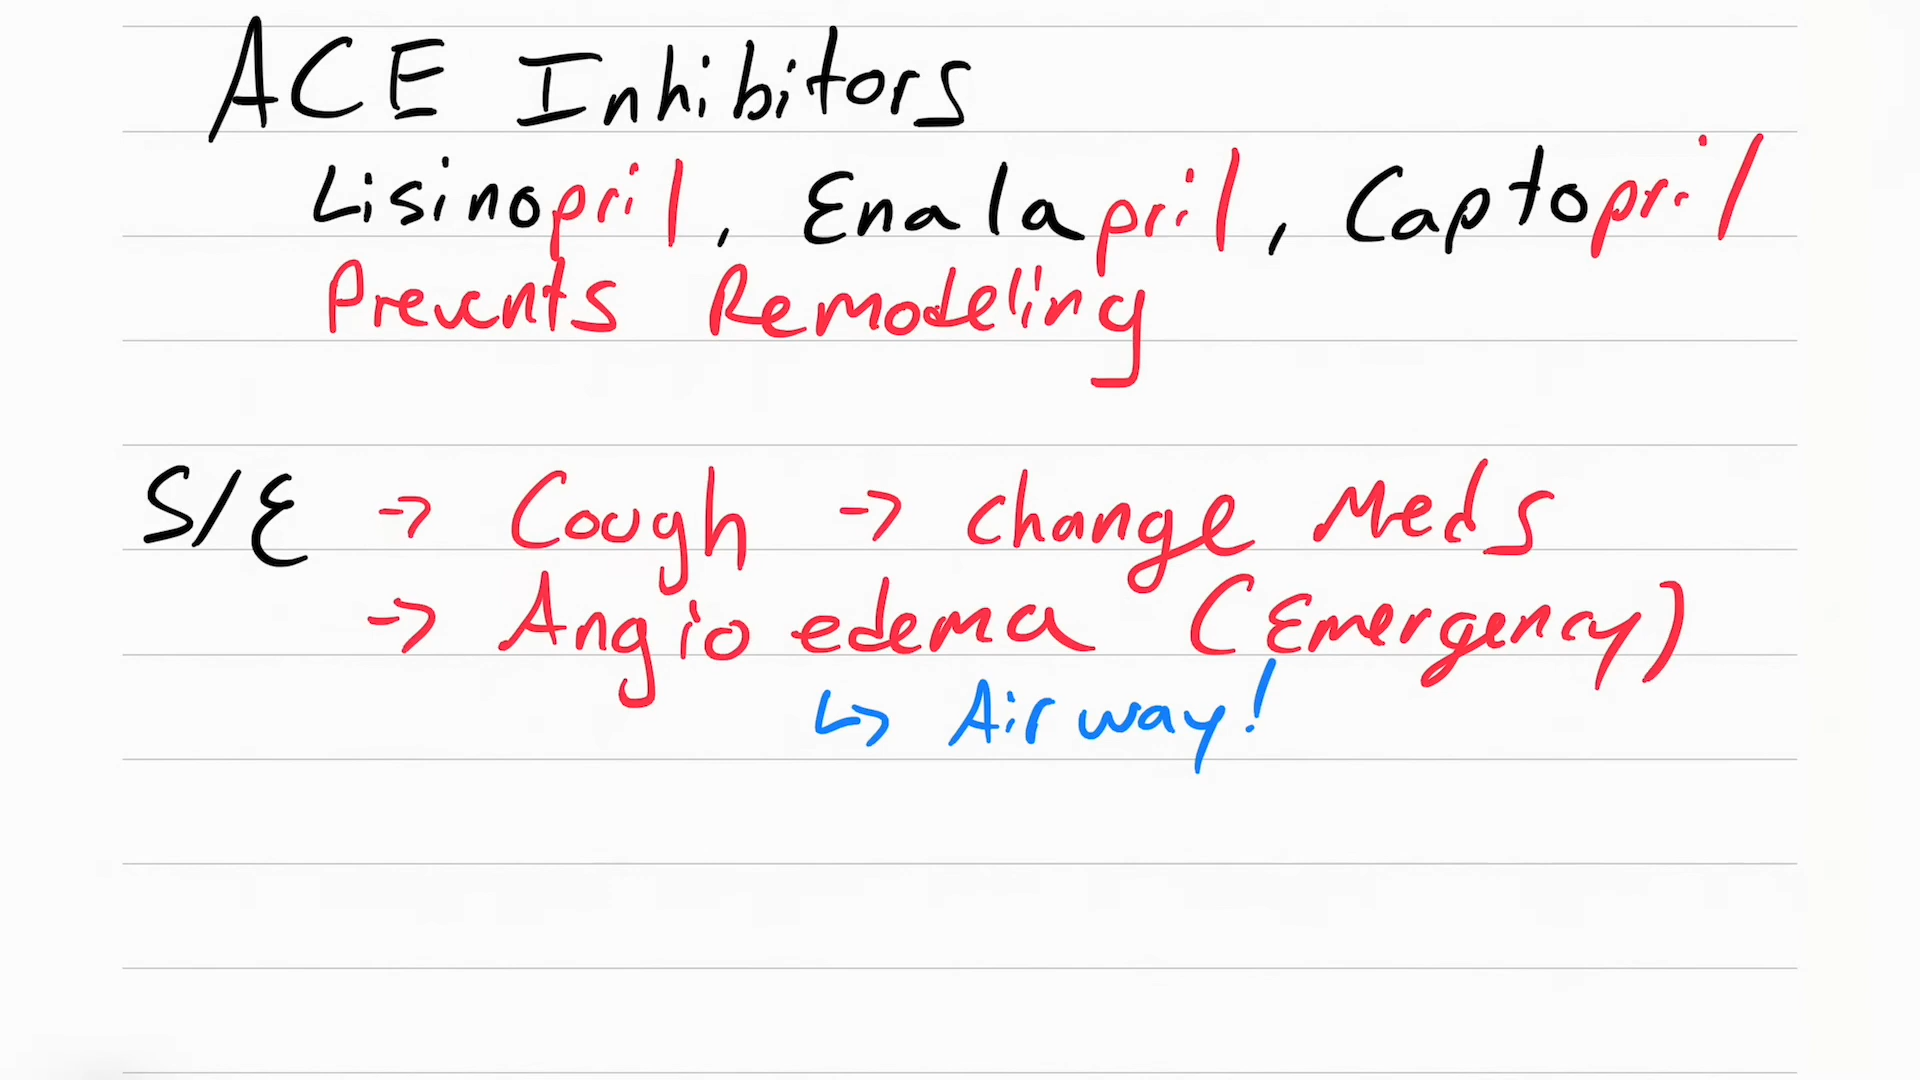 ACE Inhibitors
Lisinopril, Enalapril, Captopril
Prevents Remodeling
S/E → Cough → change Meds
→ Angioedema (Emergency)
↳ Airway!